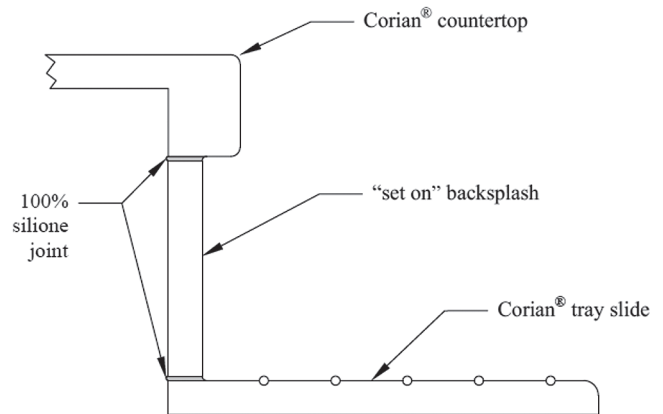 Corian® countertop
"set on" backsplash
100%
silione
joint
Corian® tray slide